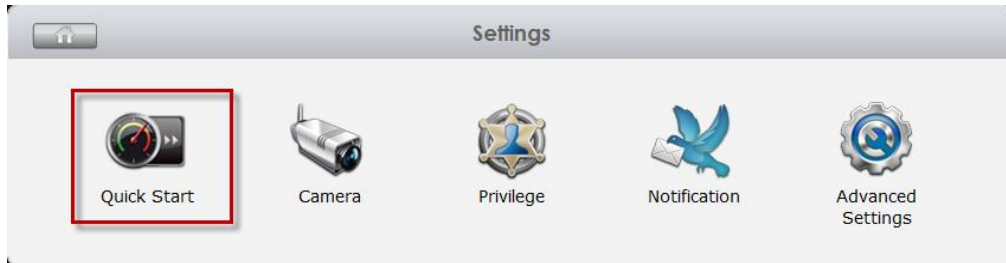 Settings
Quick Start
Camera
Privilege
Notification
Advanced
Settings